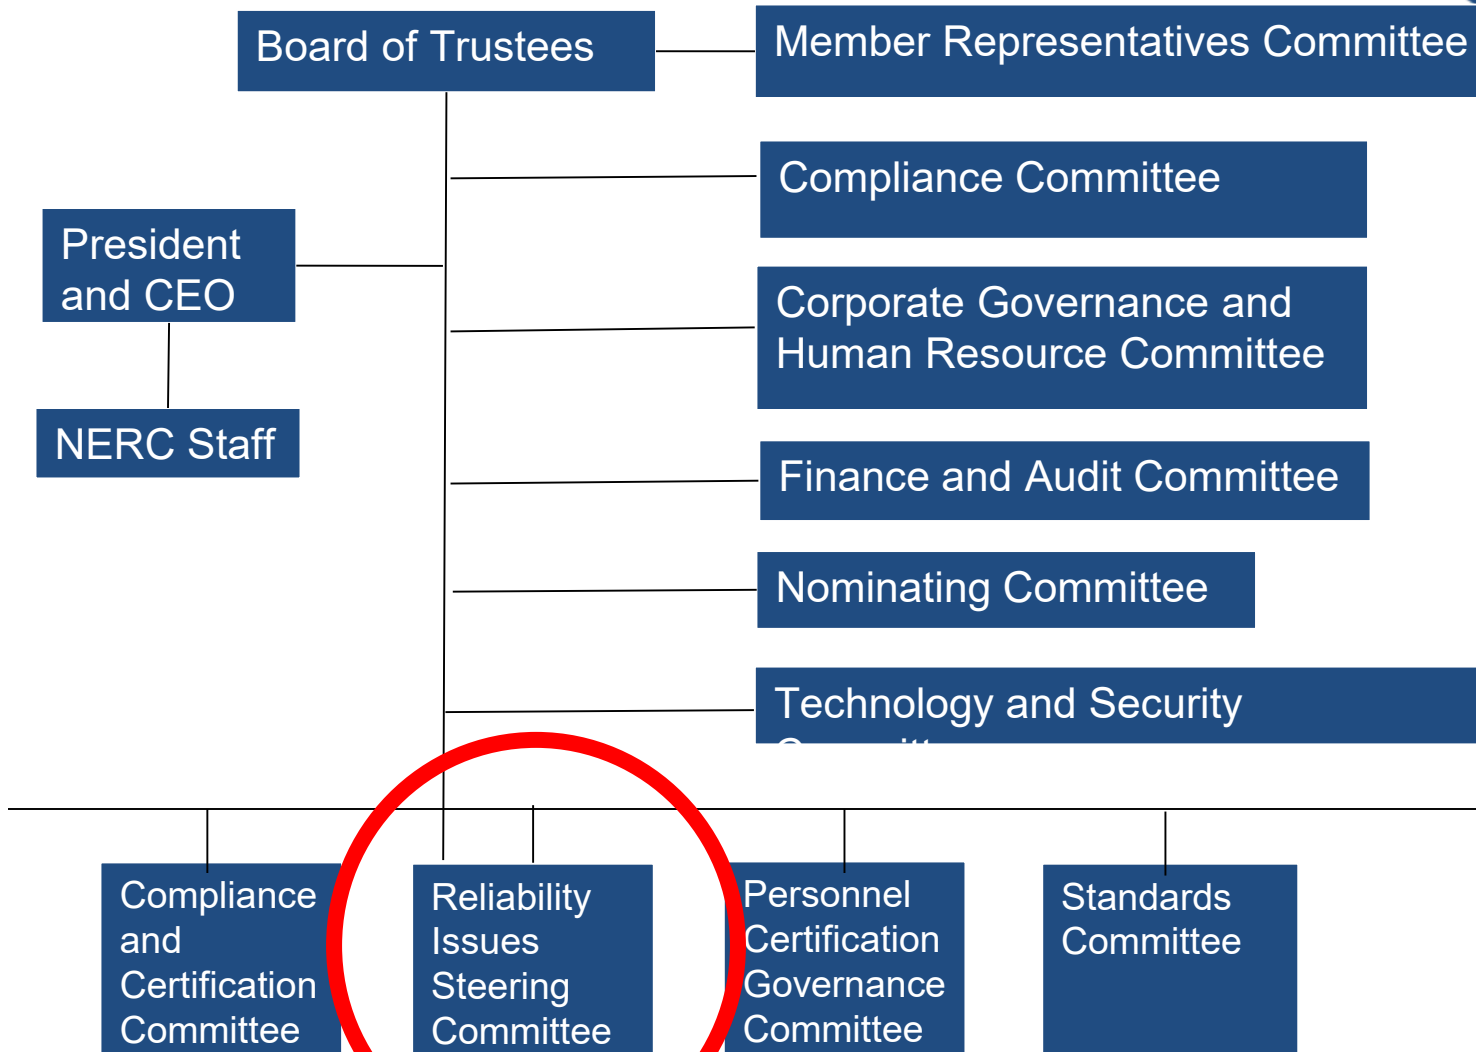 Board of Trustees
Member Representatives Committee
Compliance Committee
President
and CEO
Corporate Governance and
Human Resource Committee
NERC Staff
Finance and Audit Committee
Nominating Committee
Technology and Security
Compliance
and
Certification
Committee
Reliability
Issues
Steering
Committee
Personnel
Certification
Governance
Committee
Standards
Committee